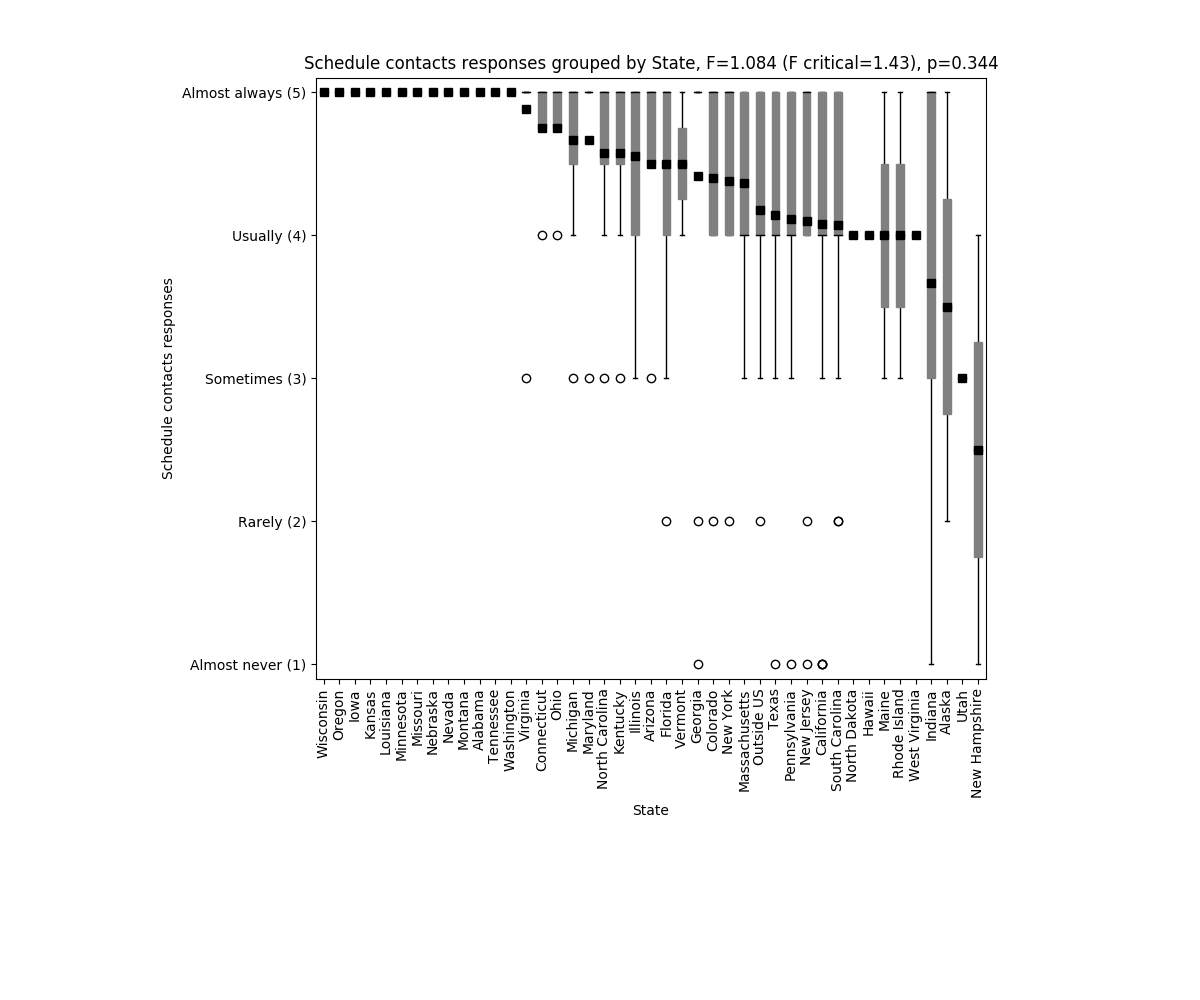 Schedule contacts responses grouped by State, F=1.084 (F critical=1.43), p=0.344
Almost always (5)
Usually (4)
Sometimes (3)
Rarely (2)
Almost never (1)
Schedule contacts responses
Wisconsin
Oregon
Iowa
Kansas
Louisiana
Minnesota
Missouri
Nebraska
Nevada
Montana
Alabama
Tennessee
Washington
Virginia
Connecticut
Ohio
Michigan
Maryland
North Carolina
Kentucky
Illinois
Arizona
Florida
Vermont
Georgia
Colorado
New York
Massachusetts
Outside US
Texas
Pennsylvania
New Jersey
California
South Carolina
North Dakota
Hawaii
Maine
Rhode Island
West Virginia
Indiana
Alaska
Utah
New Hampshire
State